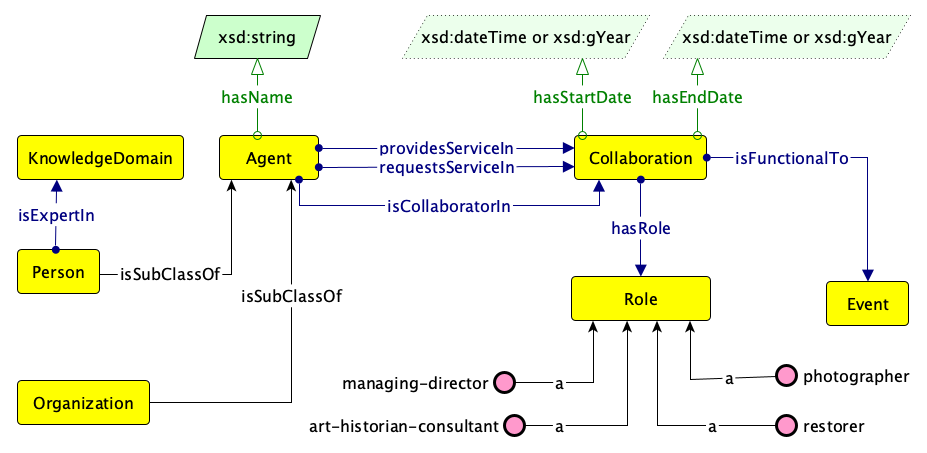 xsd:string
xsd:dateTime or xsd:gYear
xsd:dateTime or xsd:gYear
hasName
hasStartDate
hasEndDate
KnowledgeDomain
Agent
providesServiceIn
requestsServiceIn
Collaboration
isFunctionalTo
isExpertIn
isCollaboratorIn
hasRole
Person
isSubClassOf
isSubClassOf
Role
Event
managing-director
a
a
photographer
Organization
art-historian-consultant
a
a
restorer